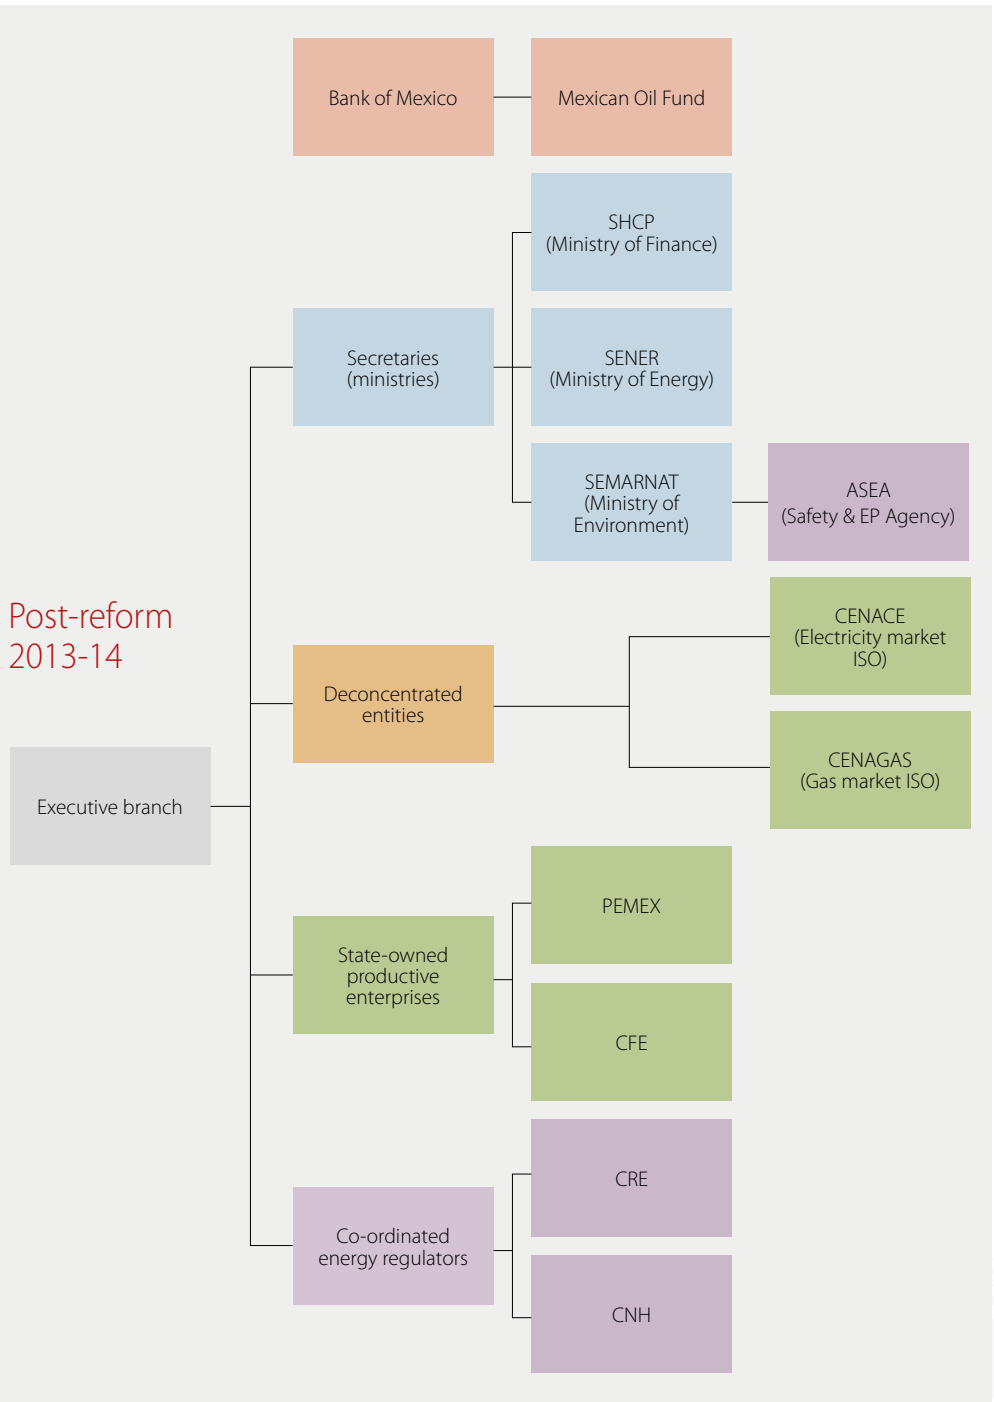 Bank of Mexico
Mexican Oil Fund
SHCP
(Ministry of Finance)
Secretaries
(ministries)
SENER
(Ministry of Energy)
SEMARNAT
(Ministry of
Environment)
ASEA
(Safety & EP Agency)
Post-reform
2013-14
Deconcentrated
entities
CENACE
(Electricity market
ISO)
CENAGAS
(Gas market ISO)
Executive branch
PEMEX
State-owned
productive
enterprises
CFE
CRE
Co-ordinated
energy regulators
CNH